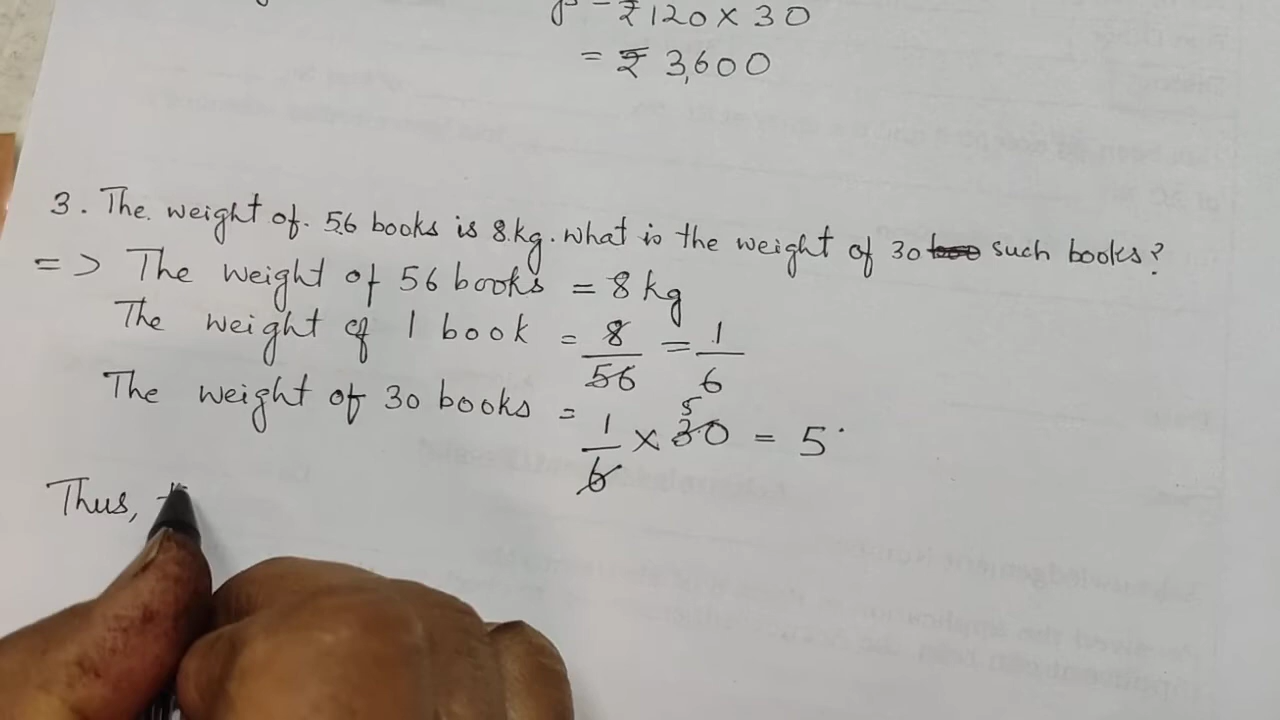 = ₹ 120 × 30
= ₹ 3,600
3. The weight of 56 books is 8 kg. what is the weight of 30 such books?
=> The weight of 56 books = 8 kg
The weight of 1 book = 8/56 = 1/6
The weight of 30 books = 1/6 × 30 5 = 5
Thus,